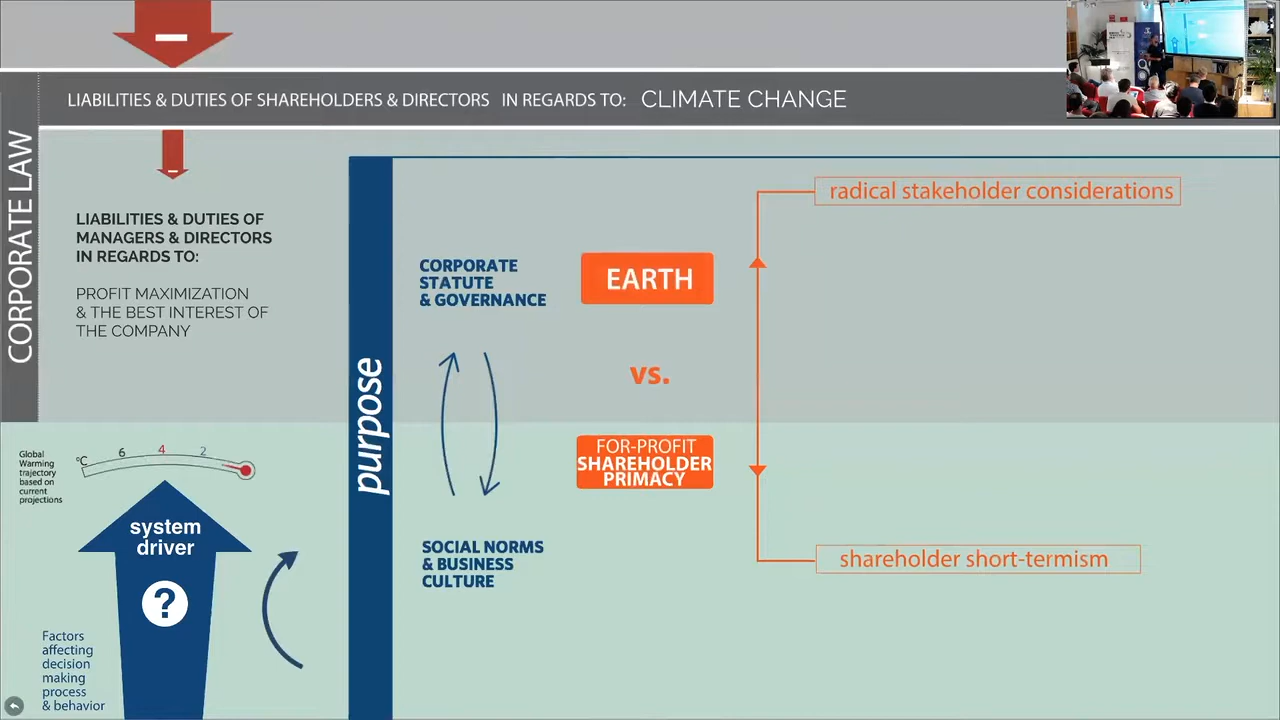 LIABILITIES & DUTIES OF SHAREHOLDERS & DIRECTORS IN REGARDS TO: CLIMATE CHANGE
CORPORATE LAW
LIABILITIES & DUTIES OF
MANAGERS & DIRECTORS
IN REGARDS TO:
PROFIT MAXIMIZATION
& THE BEST INTEREST OF
THE COMPANY
purpose
CORPORATE
STATUTE
& GOVERNANCE
EARTH
vs.
FOR-PROFIT
SHAREHOLDER
PRIMACY
radical stakeholder considerations
shareholder short-termism
SOCIAL NORMS
& BUSINESS
CULTURE
Global
Warming
trajectory
based on
current
projections
°C 6 4 2
system
driver
?
Factors
affecting
decision
making
process
& behavior